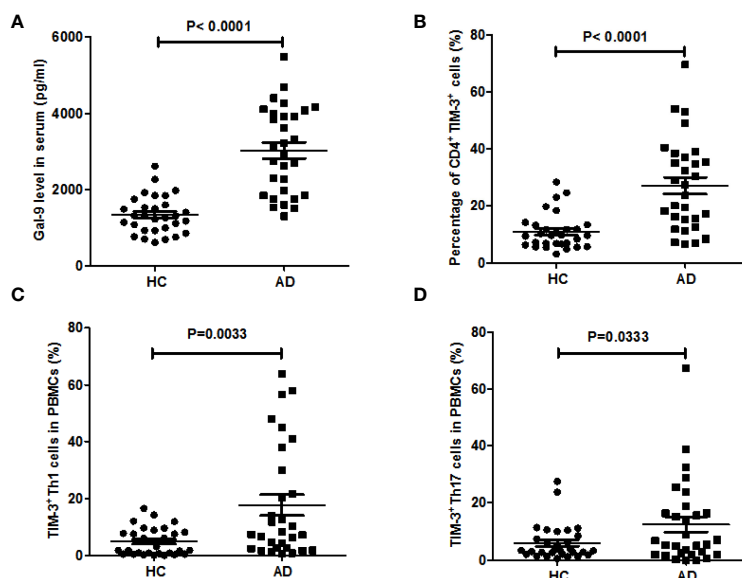 A
P< 0.0001
Gal-9 level in serum (pg/ml)
6000
4000
2000
0
HC AD
B
P< 0.0001
Percentage of CD4⁺ TIM-3⁺ cells (%)
80
60
40
20
0
HC AD
C
P=0.0033
TIM-3⁺ Th1 cells in PBMCs (%)
80
60
40
20
0
HC AD
D
P=0.0333
TIM-3⁺ Th17 cells in PBMCs (%)
80
60
40
20
0
HC AD